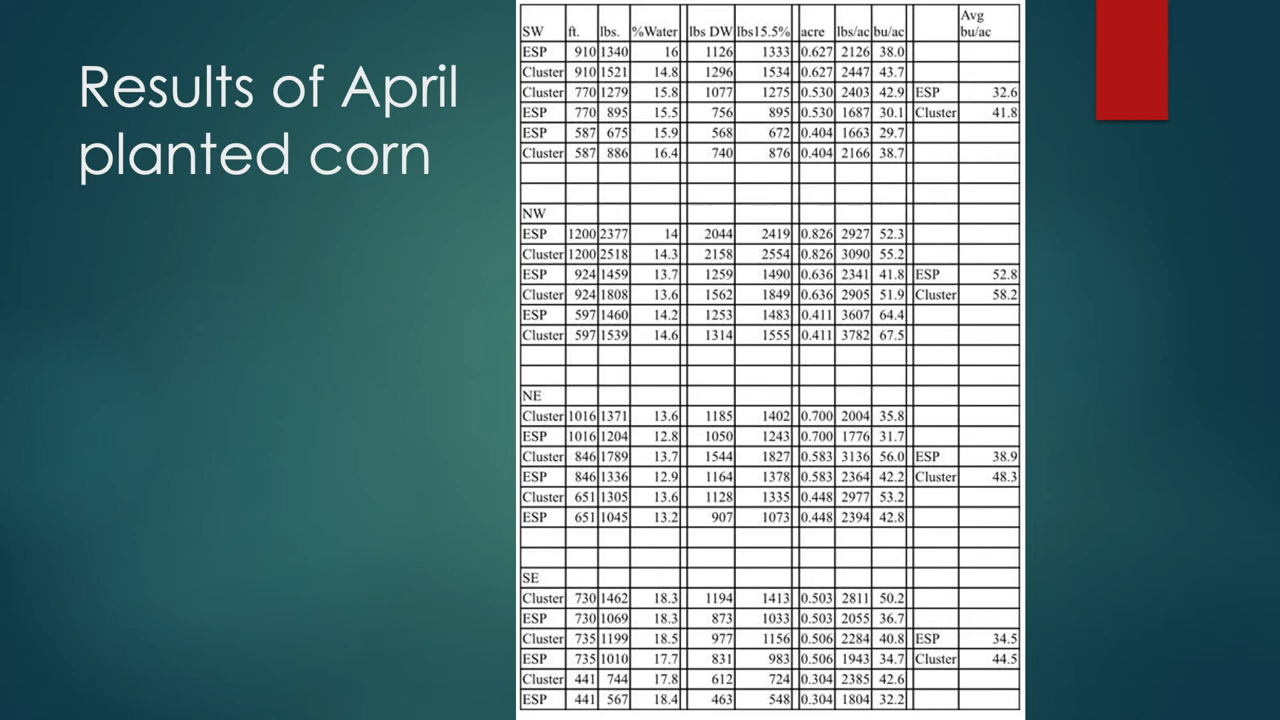 Results of April
planted corn
SW ft. lbs. %Water lbs DW lbs15.5% acre lbs/ac bu/ac Avg bu/ac
ESP 910 1340 16 1126 1333 0.627 2126 38.0
Cluster 910 1521 14.8 1296 1534 0.627 2447 43.7
Cluster 770 1279 15.8 1077 1275 0.530 2403 42.9 ESP 32.6
ESP 770 895 15.5 756 895 0.530 1687 30.1 Cluster 41.8
ESP 587 675 15.9 568 672 0.404 1663 29.7
Cluster 587 886 16.4 740 876 0.404 2166 38.7
NW
ESP 1200 2377 14 2044 2419 0.826 2927 52.3
Cluster 1200 2518 14.3 2158 2554 0.826 3090 55.2
ESP 924 1459 13.7 1259 1490 0.636 2341 41.8 ESP 52.8
Cluster 924 1808 13.6 1562 1849 0.636 2905 51.9 Cluster 58.2
ESP 597 1460 14.2 1253 1483 0.411 3607 64.4
Cluster 597 1539 14.6 1314 1555 0.411 3782 67.5
NE
Cluster 1016 1371 13.6 1185 1402 0.700 2004 35.8
ESP 1016 1204 12.8 1050 1243 0.700 1776 31.7
Cluster 846 1789 13.7 1544 1827 0.583 3136 56.0 ESP 38.9
ESP 846 1336 12.9 1164 1378 0.583 2364 42.2 Cluster 48.3
Cluster 651 1305 13.6 1128 1335 0.448 2977 53.2
ESP 651 1045 13.2 907 1073 0.448 2394 42.8
SE
Cluster 730 1462 18.3 1194 1413 0.503 2811 50.2
ESP 730 1069 18.3 873 1033 0.503 2055 36.7
Cluster 735 1199 18.5 977 1156 0.506 2284 40.8 ESP 34.5
ESP 735 1010 17.7 831 983 0.506 1943 34.7 Cluster 44.5
Cluster 441 744 17.8 612 724 0.304 2385 42.6
ESP 441 567 18.4 463 548 0.304 1804 32.2